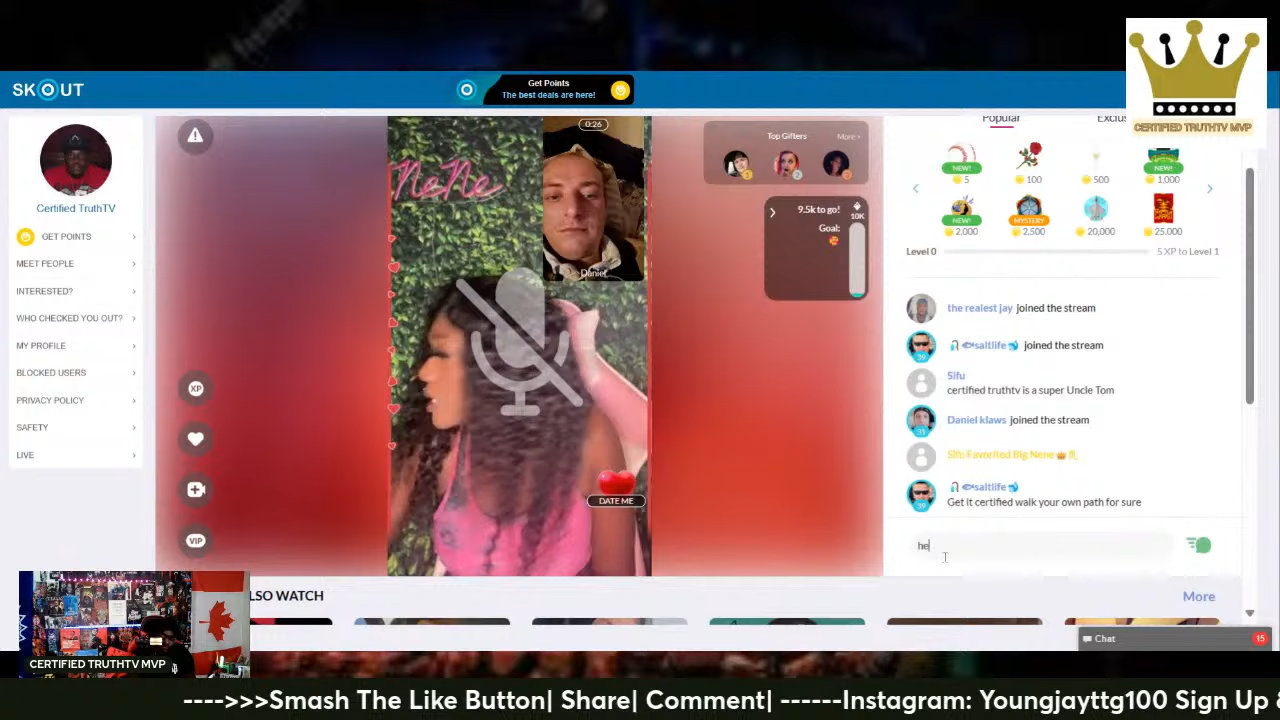 SKOUT
Get Points
The best deals are here!
CERTIFIED TRUTHTV MVP
Certified TruthTV
GET POINTS
MEET PEOPLE
INTERESTED?
WHO CHECKED YOU OUT?
MY PROFILE
BLOCKED USERS
PRIVACY POLICY
SAFETY
LIVE
XP
VIP
NeNe
0:26
Daniel
DATE ME
Top Gifters
More
9.5k to go!
10K
Goal:
Popular
Exclus
NEW!
5
100
500
NEW!
1,000
NEW!
2,000
MYSTERY
2,500
20,000
25,000
Level 0
5 XP to Level 1
the realest jay joined the stream
39
saltlife joined the stream
Sifu
certified truthtv is a super Uncle Tom
Daniel klaws joined the stream
Sifu Favorited Big Nene
39
saltlife
Get It certified walk your own path for sure
he
LSO WATCH
More
Chat
15
CERTIFIED TRUTHTV MVP
---->>>Smash The Like Button| Share| Comment| ------Instagram: Youngjayttg100 Sign Up